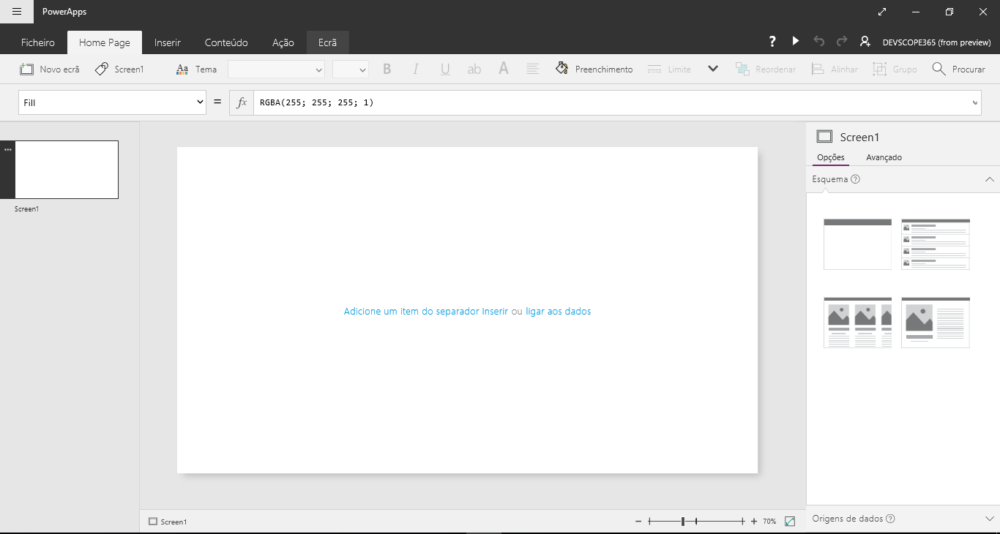 PowerApps
Ficheiro Home Page Inserir Conteúdo Ação Ecrã ? DEVSCOPE365 (from preview)
Novo ecrã Screen1 Aa Tema B I U ab A Preenchimento Limite Reordenar Alinhar Grupo Procurar
Fill = fx RGBA(255; 255; 255; 1)
Screen1
Opções Avançado
Esquema ?
Screen1
Adicione um item do separador Inserir ou ligar aos dados
Screen1 70%
Origens de dados ?